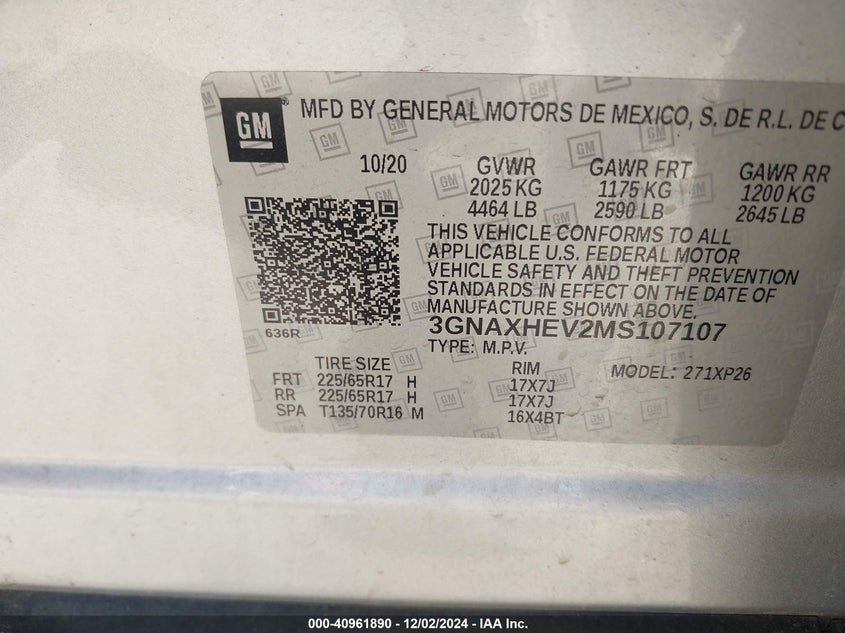 GM
MFD BY GENERAL MOTORS DE MEXICO, S. DE R.L. DE C
10/20 GVWR GAWR FRT GAWR RR
2025 KG 1175 KG 1200 KG
4464 LB 2590 LB 2645 LB
THIS VEHICLE CONFORMS TO ALL
APPLICABLE U.S. FEDERAL MOTOR
VEHICLE SAFETY AND THEFT PREVENTION
STANDARDS IN EFFECT ON THE DATE OF
MANUFACTURE SHOWN ABOVE.
636R
3GNAXHEV2MS107107
TYPE: M.P.V.
TIRE SIZE RIM MODEL: 271XP26
FRT 225/65R17 H 17X7J
RR 225/65R17 H 17X7J
SPA T135/70R16 M 16X4BT
000-40961890 - 12/02/2024 - IAA Inc.